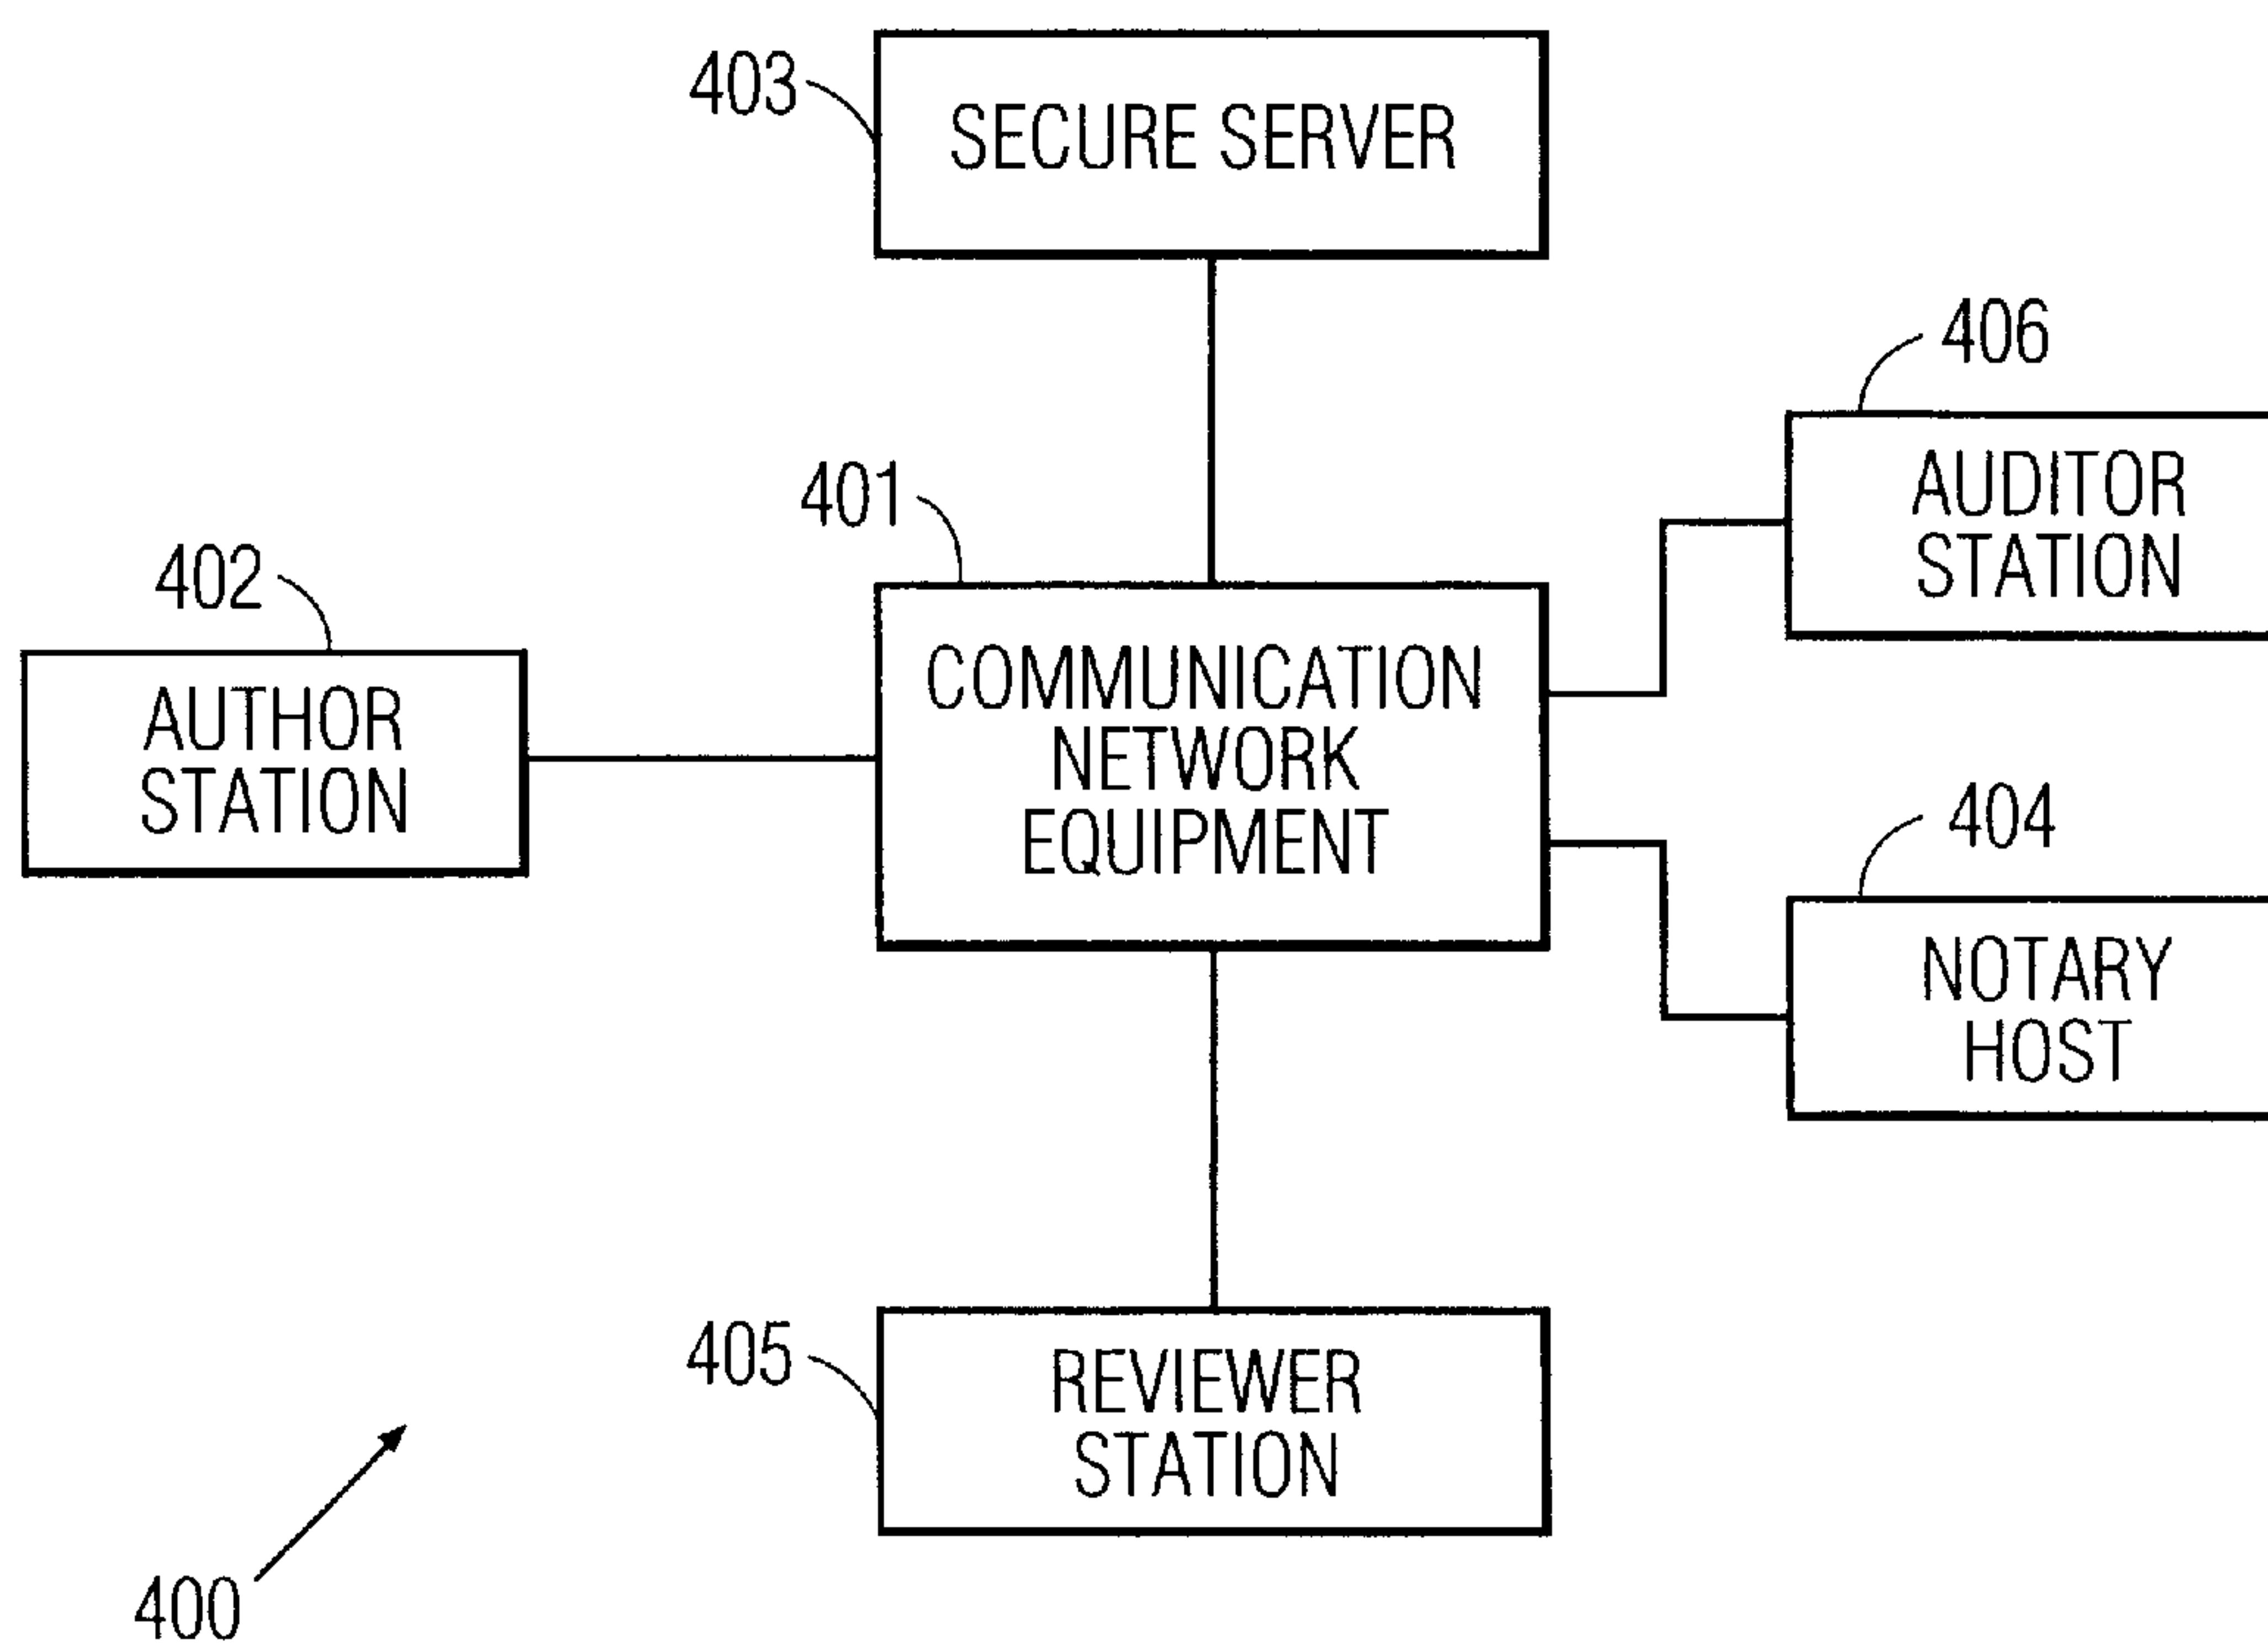 403
SECURE SERVER
406
AUDITOR
STATION
401
COMMUNICATION
NETWORK
EQUIPMENT
402
AUTHOR
STATION
404
NOTARY
HOST
405
REVIEWER
STATION
400